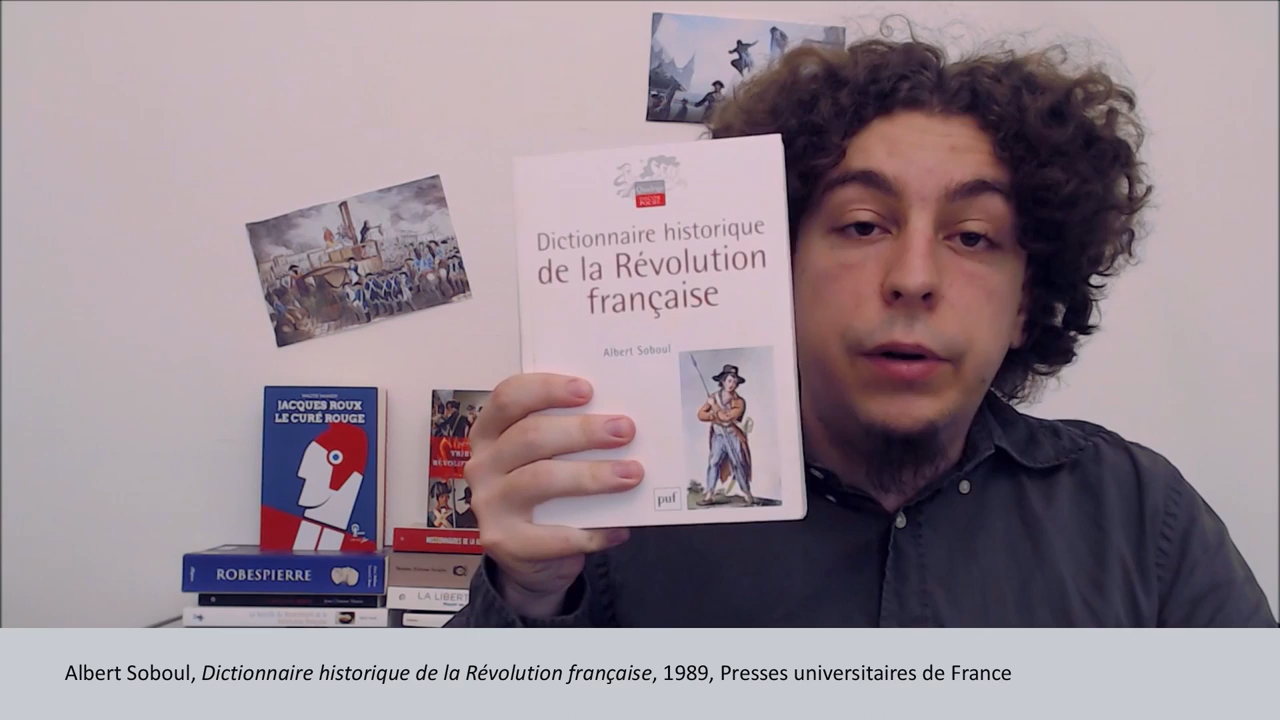 Dictionnaire historique
de la Révolution
française
Albert Soboul
puf
JACQUES ROUX
LE CURÉ ROUGE
ROBESPIERRE
LA LIBERT
Albert Soboul, Dictionnaire historique de la Révolution française, 1989, Presses universitaires de France